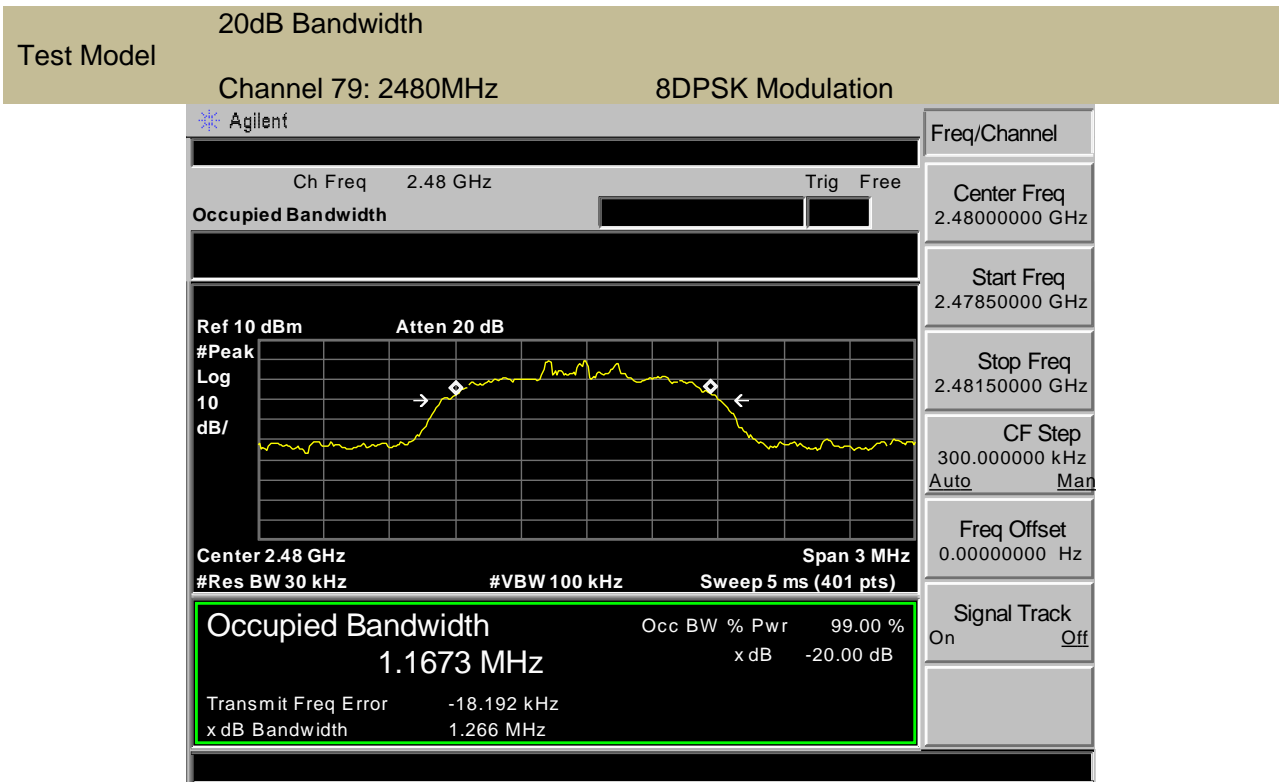 20dB Bandwidth
Test Model
Channel 79: 2480MHz 8DPSK Modulation
Agilent
Freq/Channel
Ch Freq 2.48 GHz Trig Free
Occupied Bandwidth
Center Freq
2.48000000 GHz
Start Freq
2.47850000 GHz
Ref 10 dBm Atten 20 dB
#Peak
Log
10
dB/
Stop Freq
2.48150000 GHz
CF Step
300.000000 kHz
Auto Man
Freq Offset
0.00000000 Hz
Center 2.48 GHz Span 3 MHz
#Res BW 30 kHz #VBW 100 kHz Sweep 5 ms (401 pts)
Occupied Bandwidth Occ BW % Pwr 99.00 %
1.1673 MHz x dB -20.00 dB
Signal Track
On Off
Transmit Freq Error -18.192 kHz
x dB Bandwidth 1.266 MHz